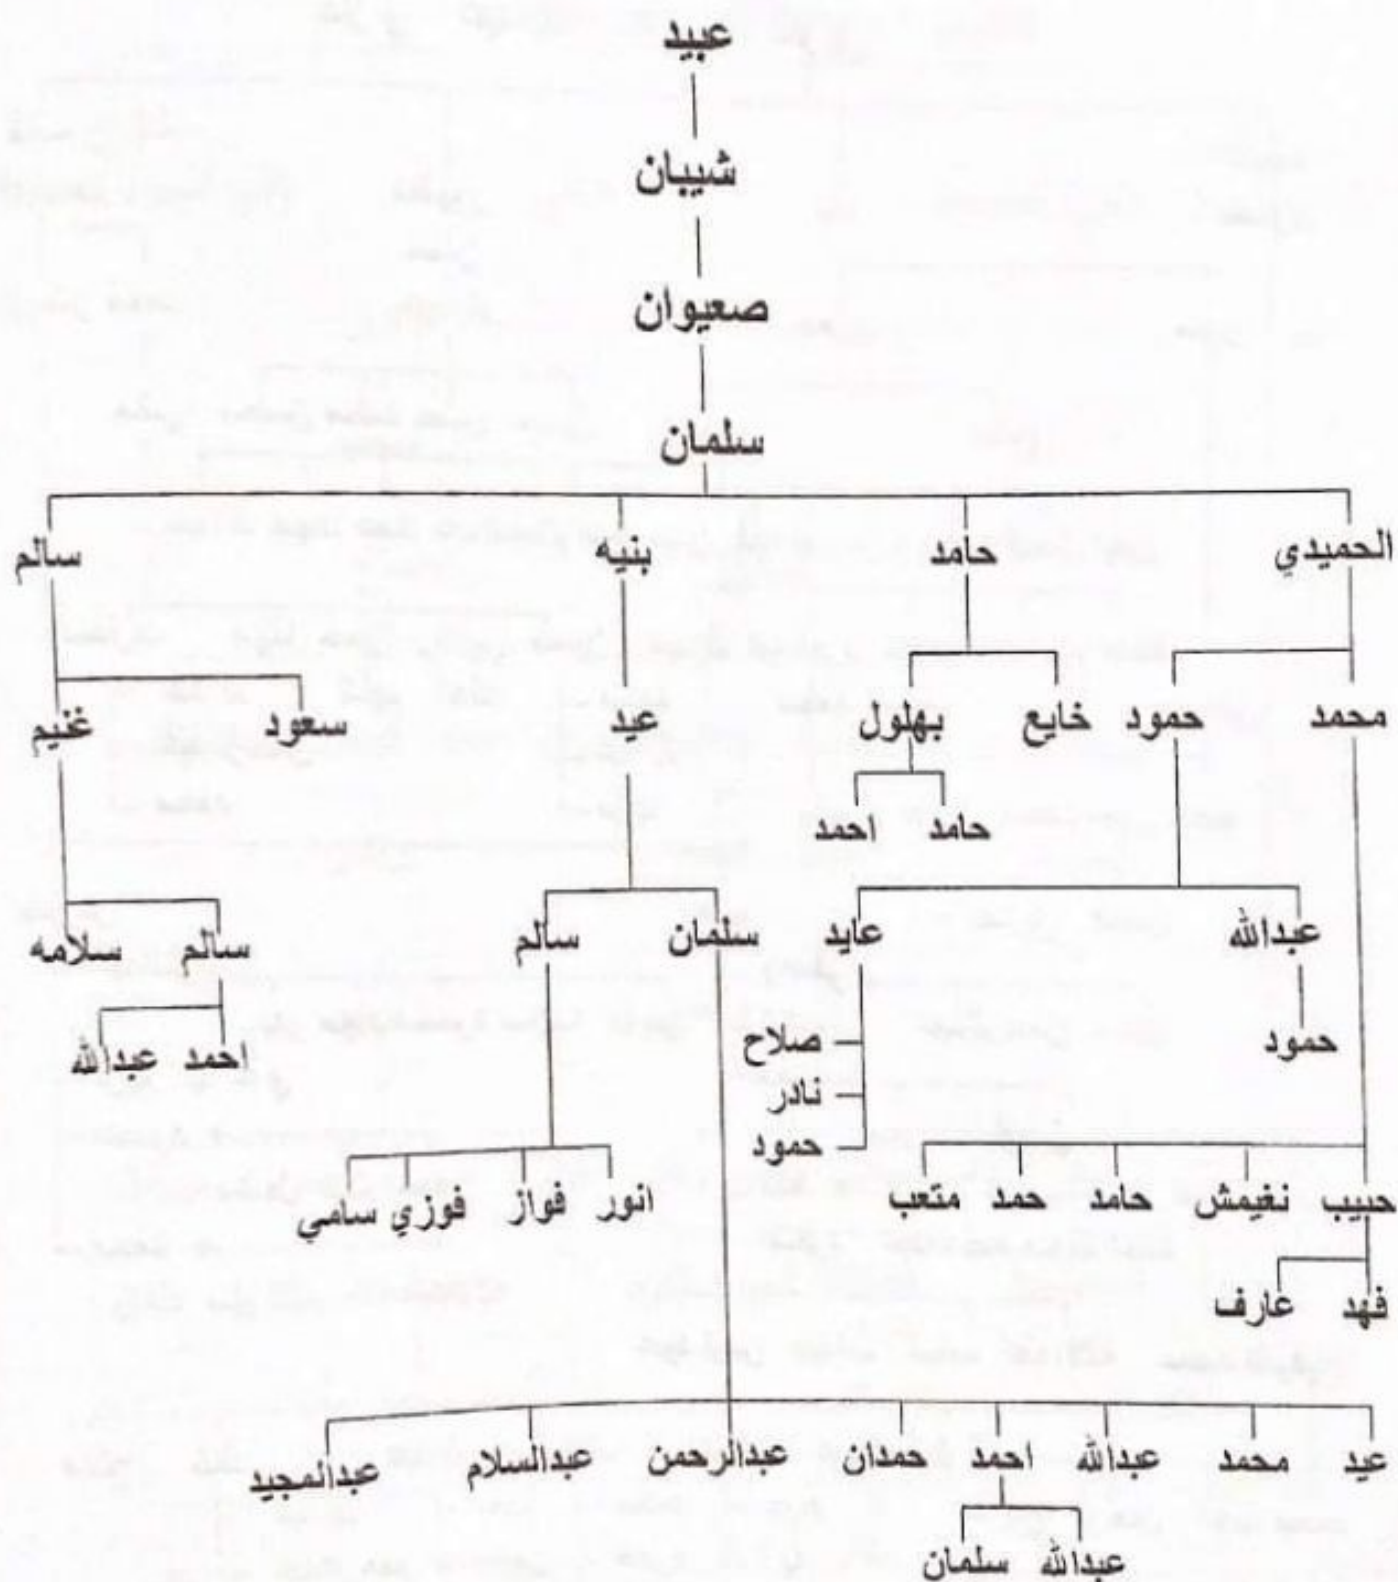 عبيد
شيبان
صعيوان
سلمان
الحميدي حامد بنيه سالم
محمد حمود خايع بهلول عيد سعود غنيم
حامد احمد
عبدالله عايد سلمان سالم سالم سلامه
حمود صلاح احمد عبدالله
نادر
حمود
حبيب نغيمش حامد حمد متعب انور فواز فوزي سامي
فهد عارف
عيد محمد عبدالله احمد حمدان عبدالرحمن عبدالسلام عبدالمجيد
عبدالله سلمان